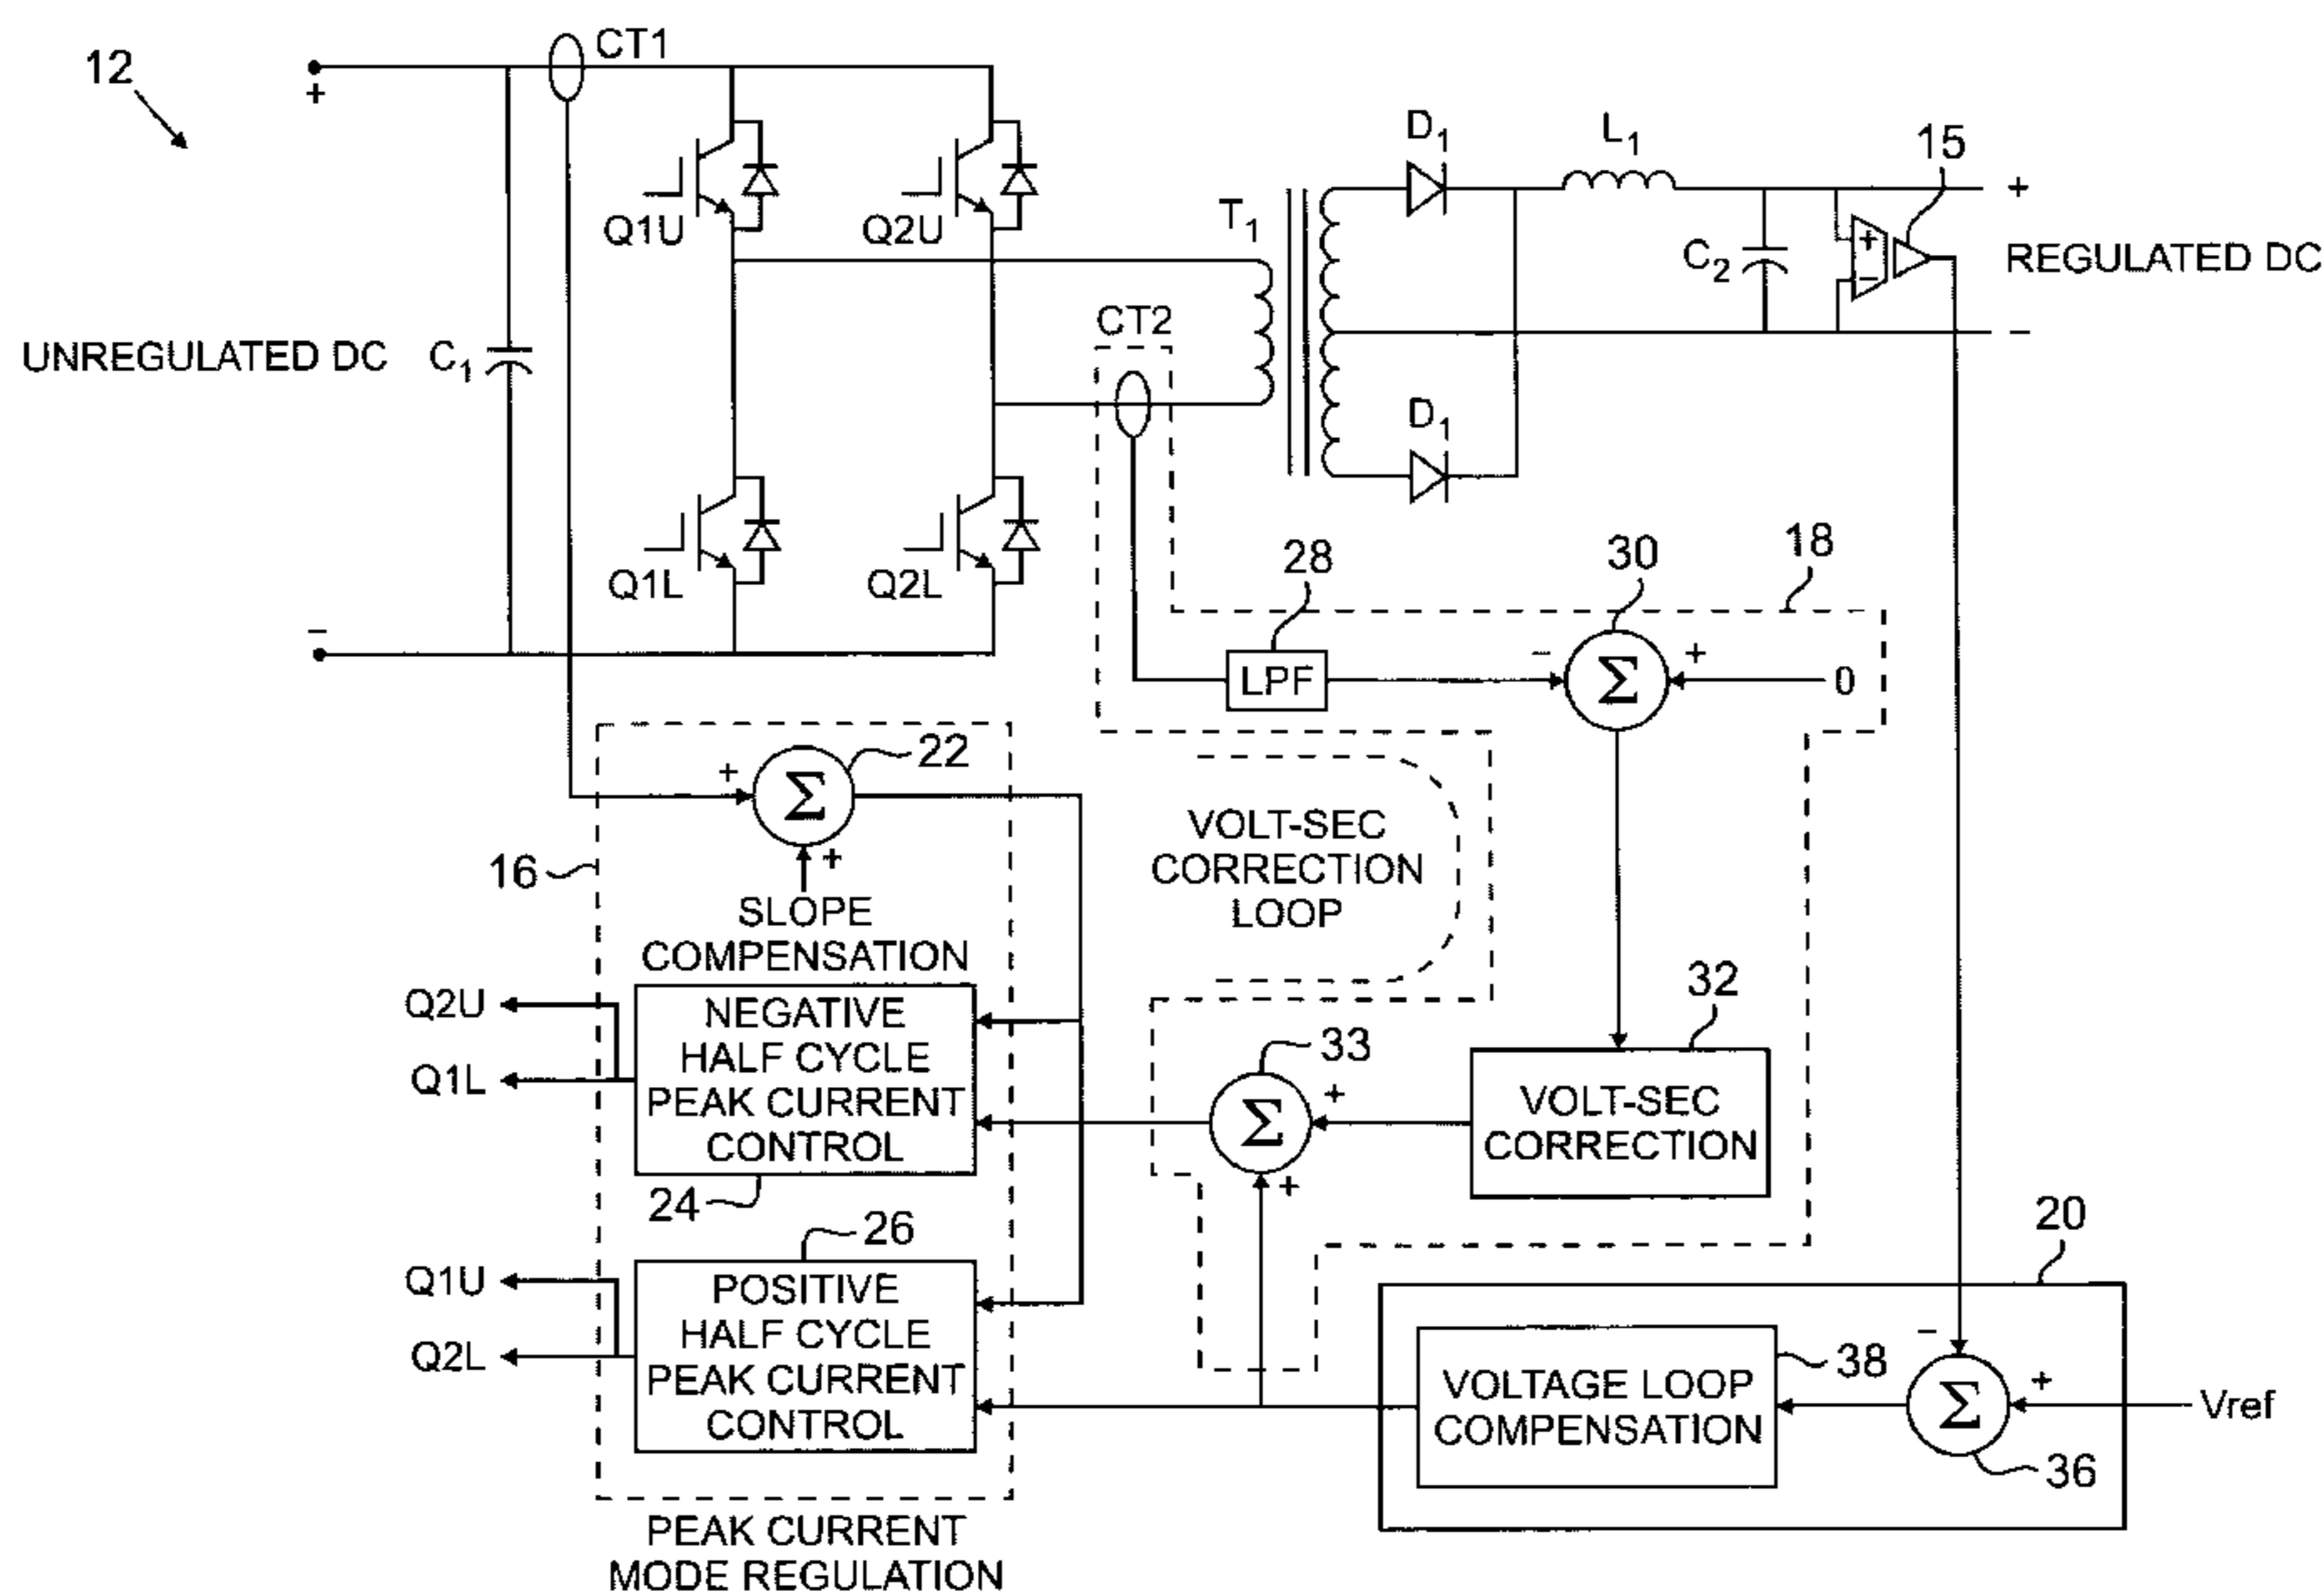 12
CT1
+
D1
L1
15
+
Q1U
Q2U
T1
C2
+
−
REGULATED DC
CT2
−
UNREGULATED DC
C1
D1
Q1L
Q2L
28
30
18
−
LPF
−
Σ
+
0
22
+
Σ
+
16
SLOPE
COMPENSATION
VOLT-SEC
CORRECTION
LOOP
32
Q2U
Q1L
NEGATIVE
HALF CYCLE
PEAK CURRENT
CONTROL
33
Σ
+
+
VOLT-SEC
CORRECTION
24
26
20
Q1U
Q2L
POSITIVE
HALF CYCLE
PEAK CURRENT
CONTROL
VOLTAGE LOOP
COMPENSATION
38
−
Σ
+
Vref
36
PEAK CURRENT
MODE REGULATION